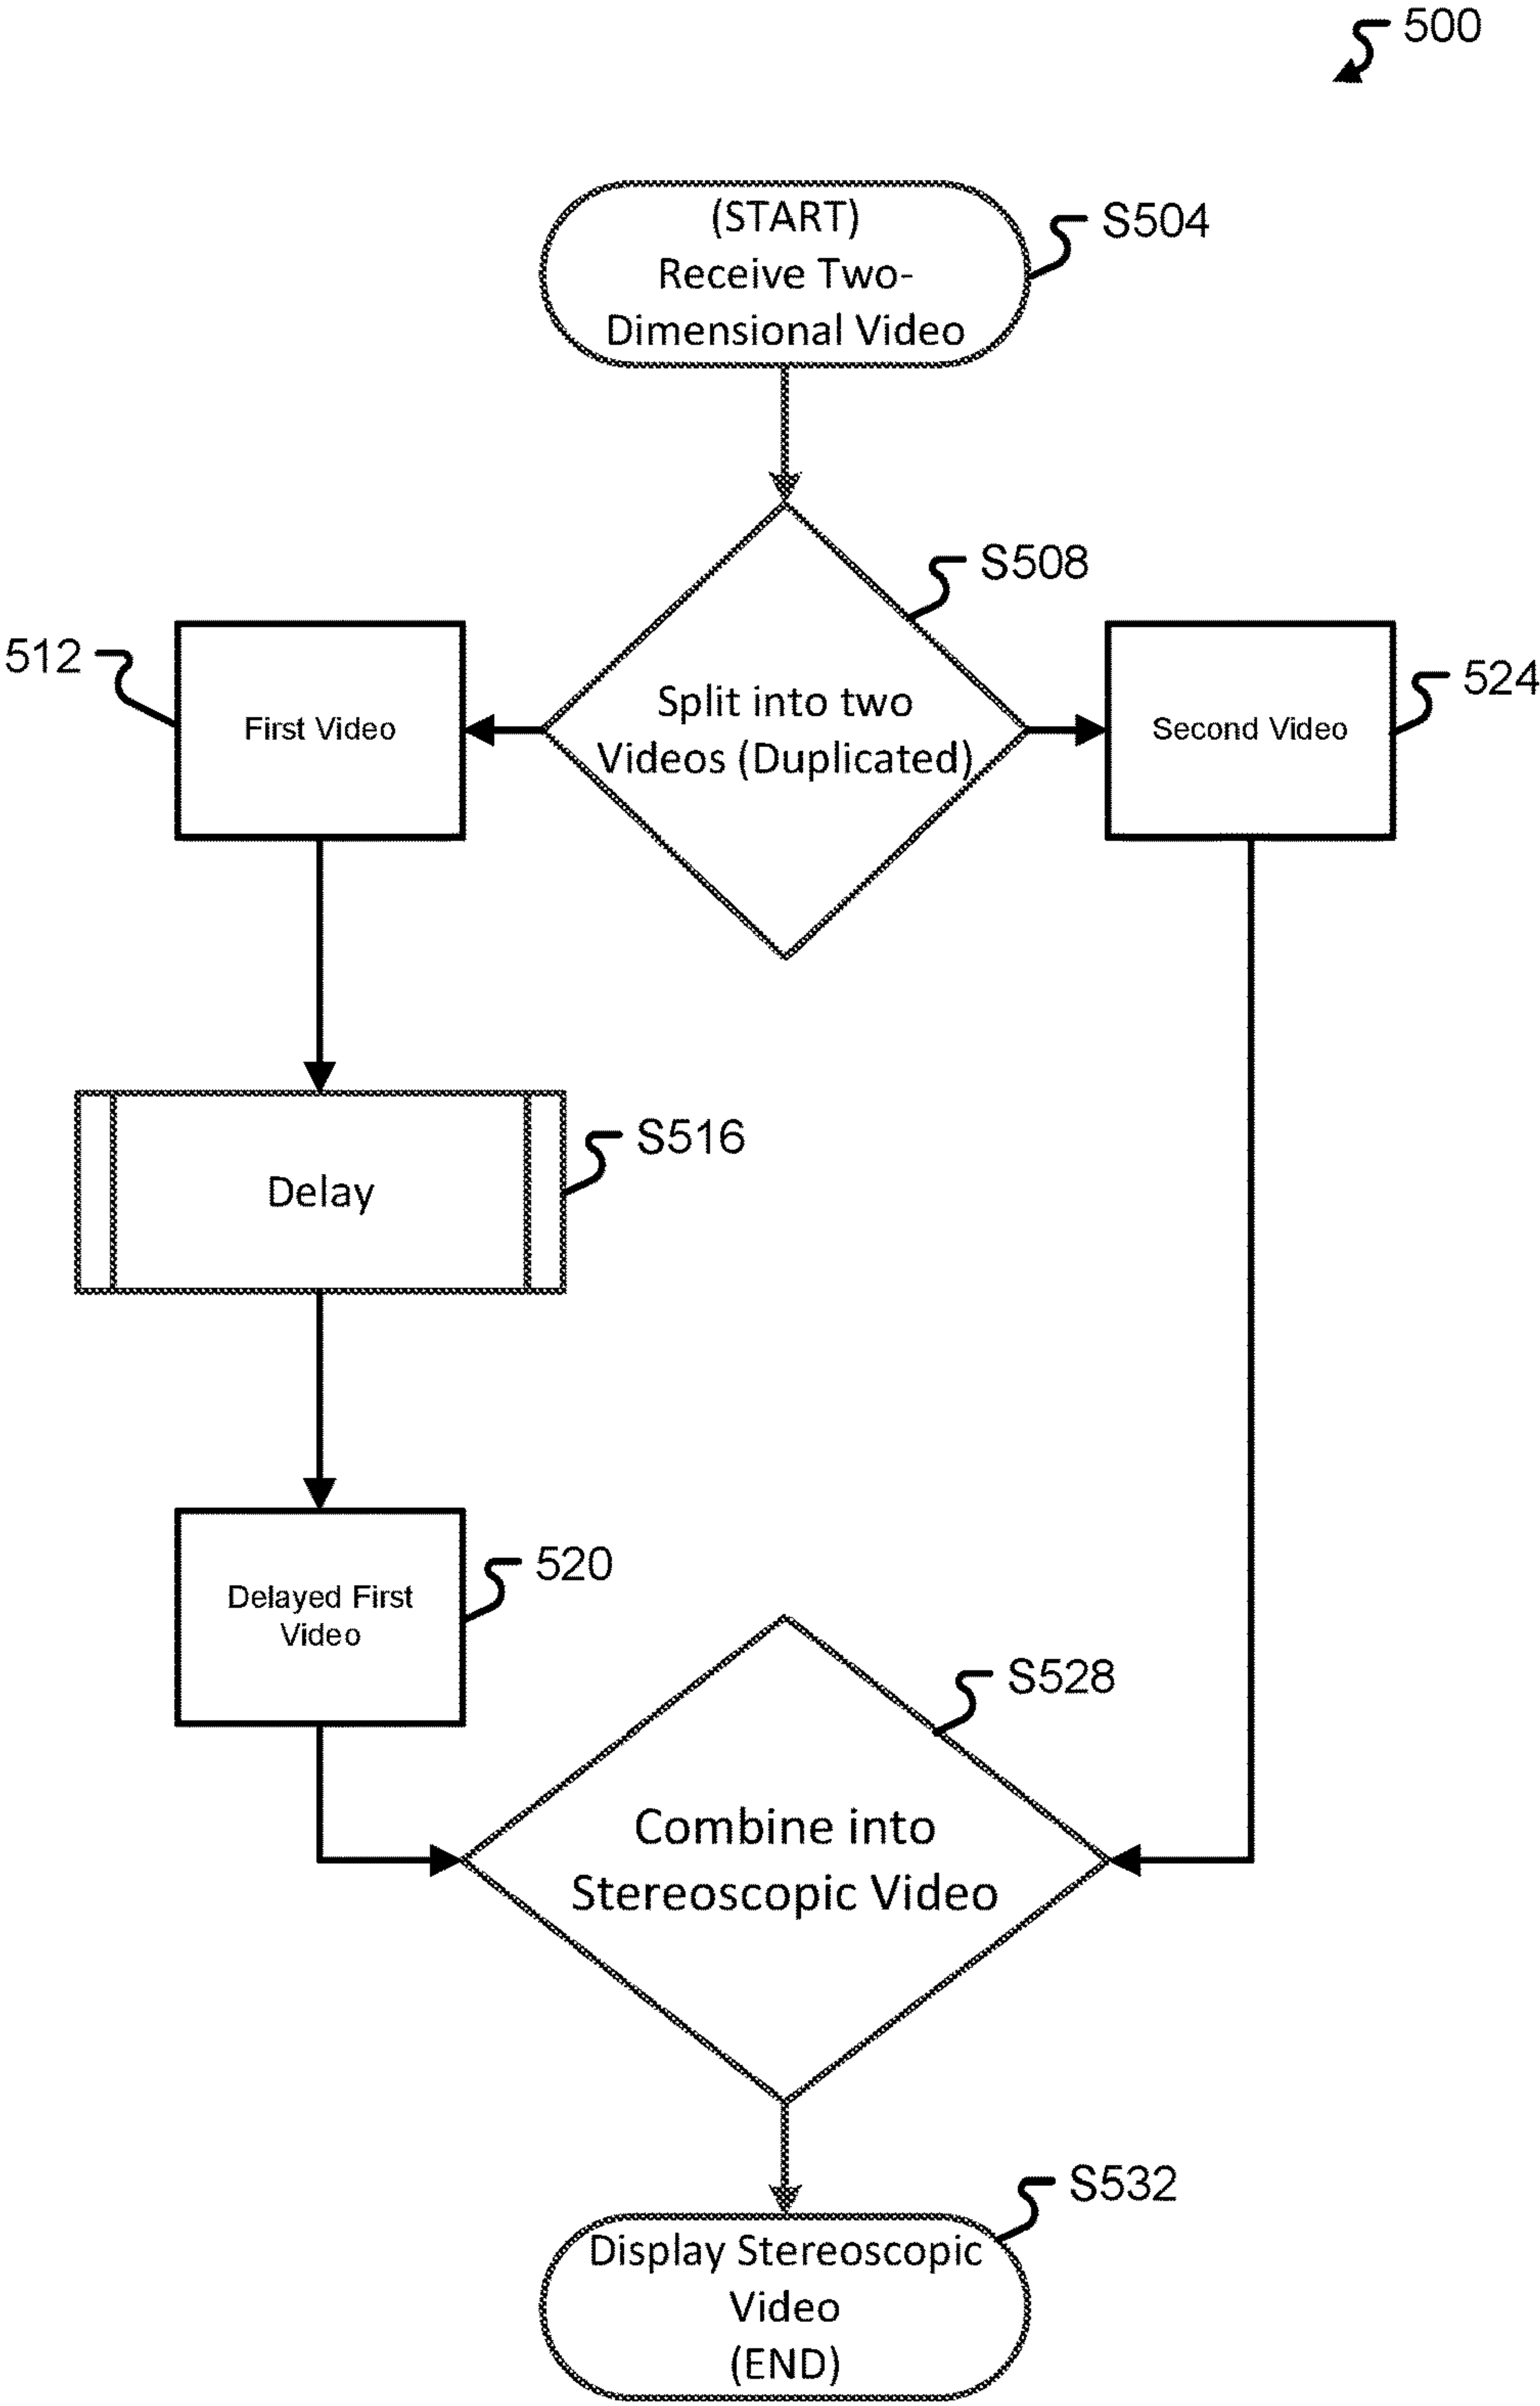 500
(START)
Receive Two-
Dimensional Video
S504
S508
512
First Video
Split into two
Videos (Duplicated)
Second Video
524
Delay
S516
Delayed First
Video
520
S528
Combine into
Stereoscopic Video
S532
Display Stereoscopic
Video
(END)